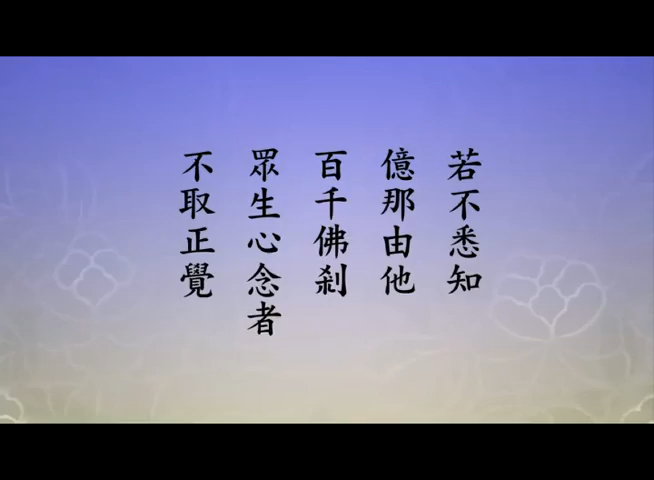 若不悉知
億那由他
百千佛剎
眾生心念者
不取正覺